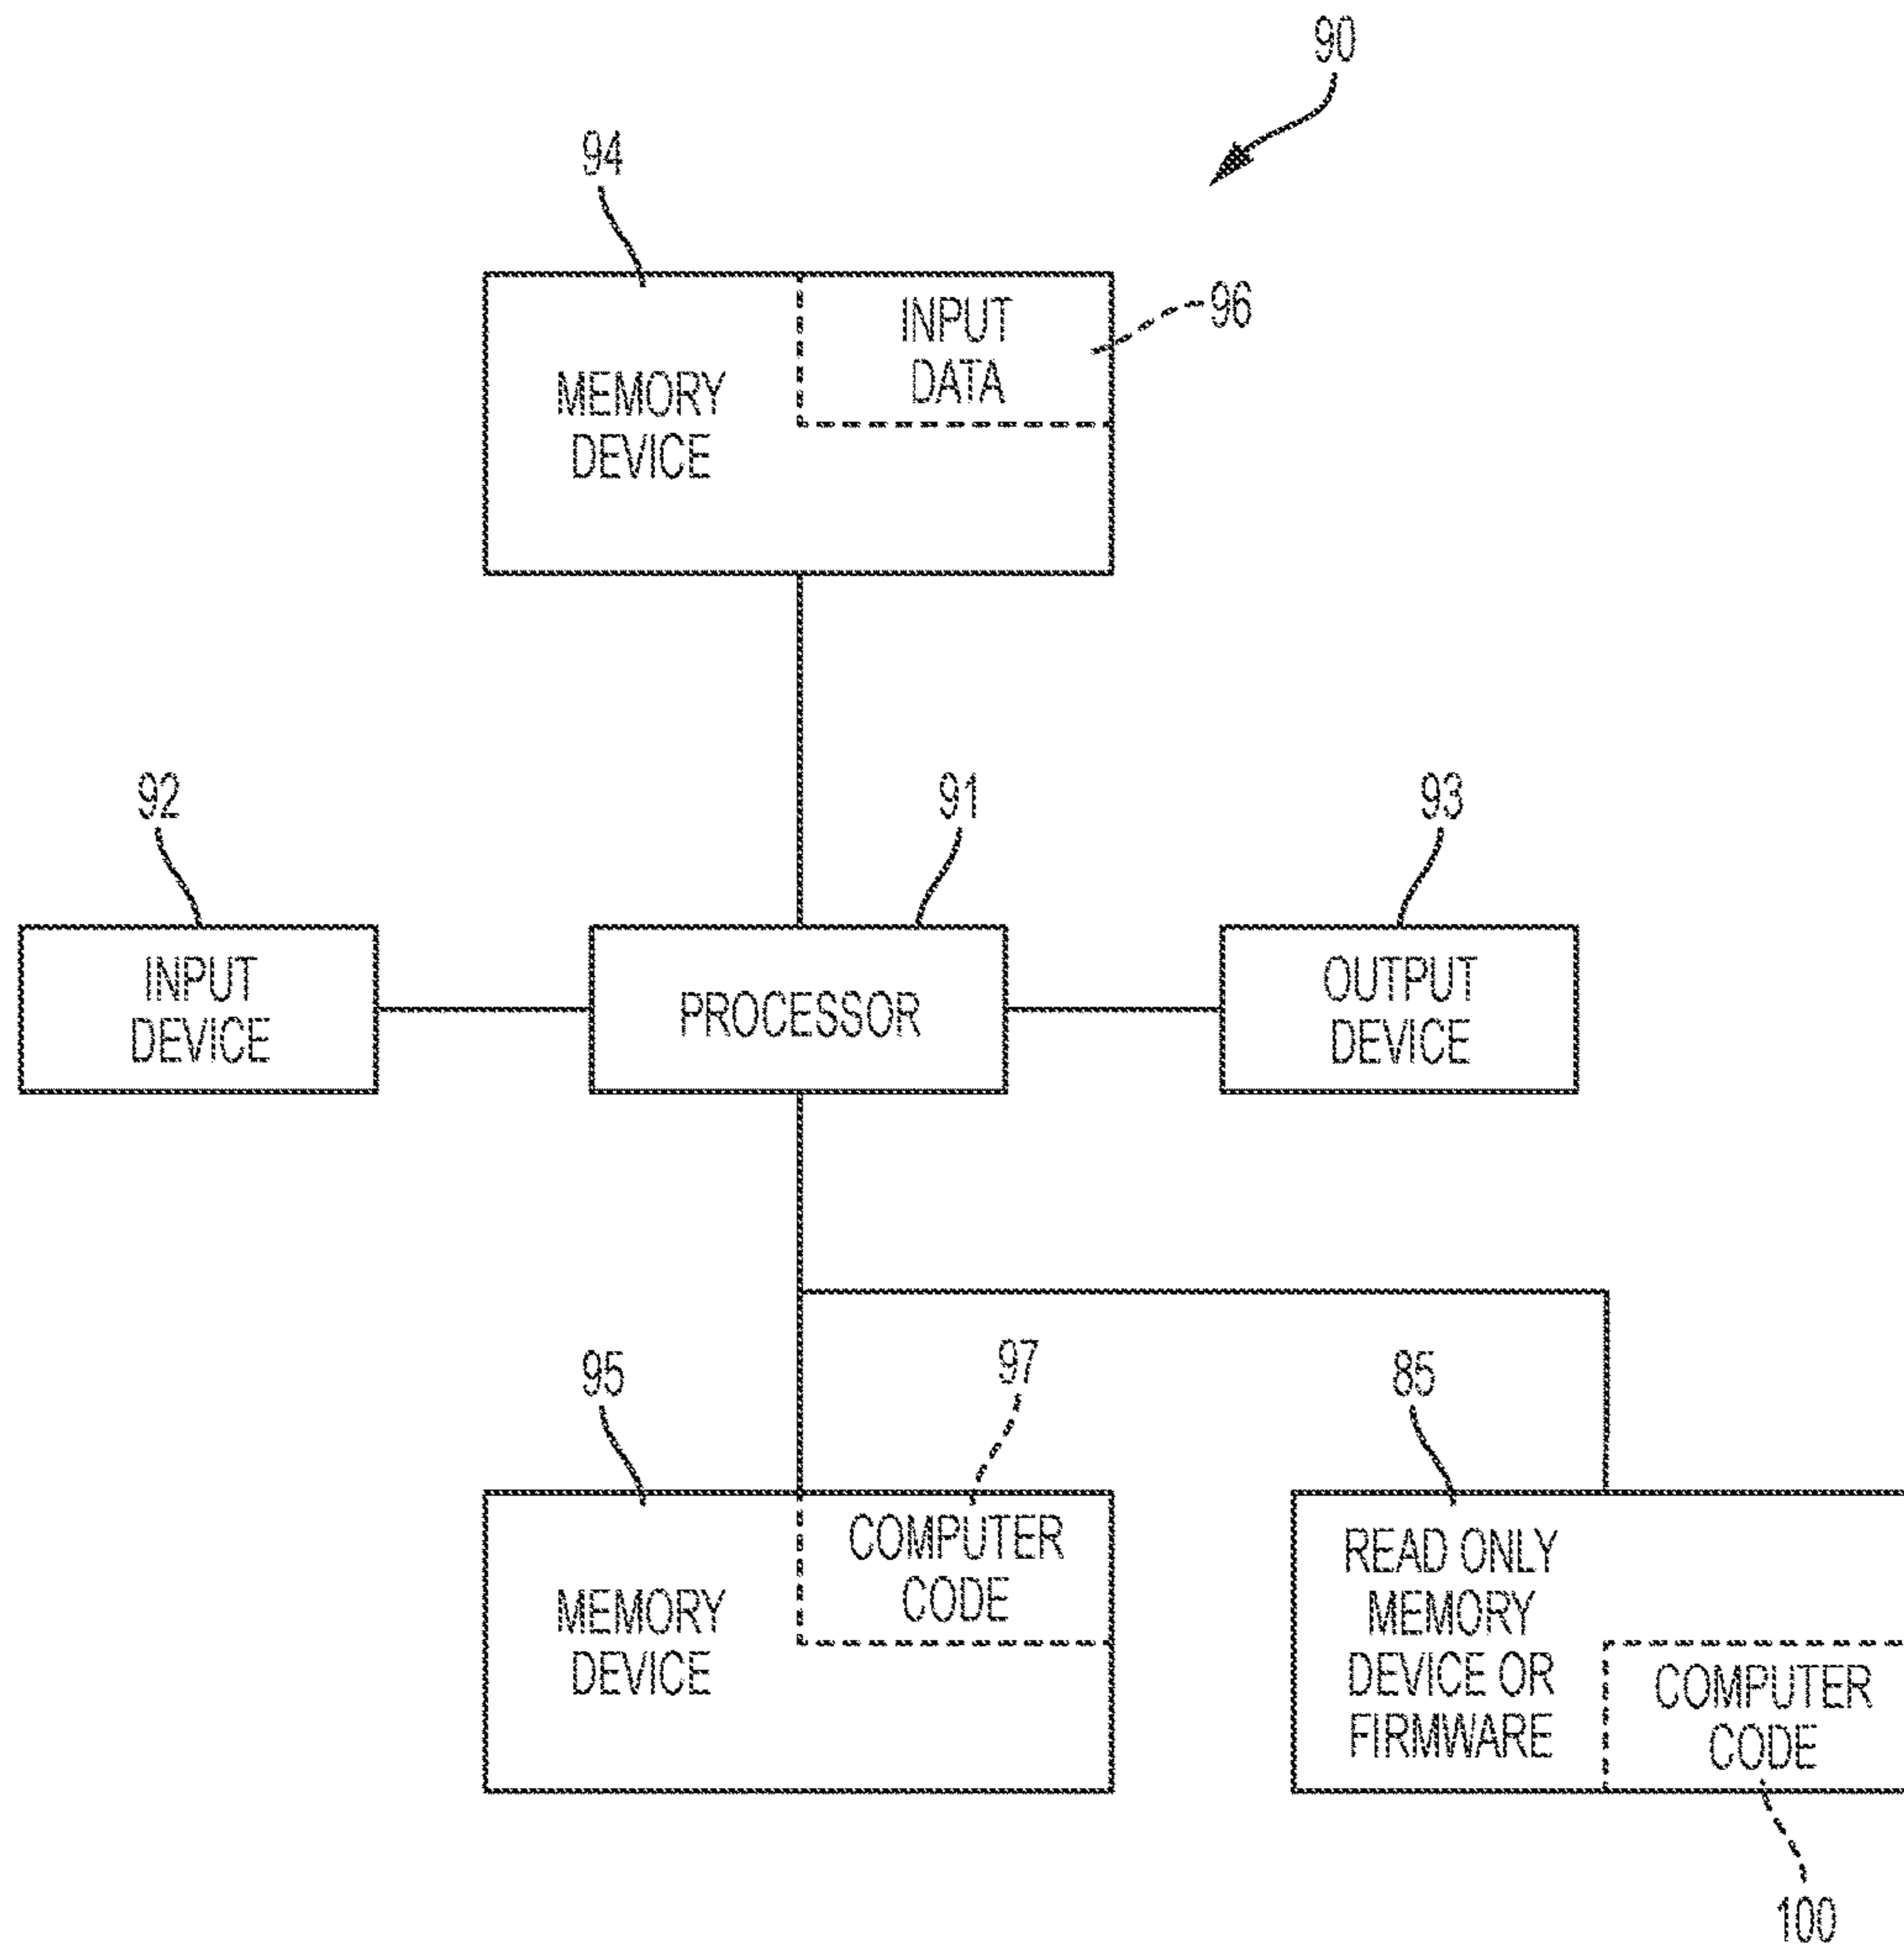 90
94
INPUT
DATA
96
MEMORY
DEVICE
92
91
93
INPUT
DEVICE
PROCESSOR
OUTPUT
DEVICE
95
97
85
COMPUTER
CODE
MEMORY
DEVICE
READ ONLY
MEMORY
DEVICE OR
FIRMWARE
COMPUTER
CODE
100